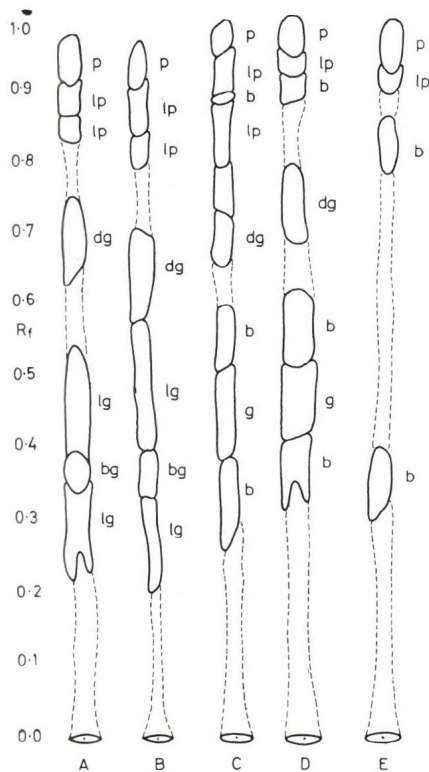 1·0
p p p p p
lp lp lp lp lp
0·9
b b
lp lp lp
b
0·8
dg
0·7
dg dg dg
0·6
Rf
b b
0·5
lg lg
g g
0·4
bg bg
b b b
0·3
lg lg
0·2
0·1
0·0
A B C D E